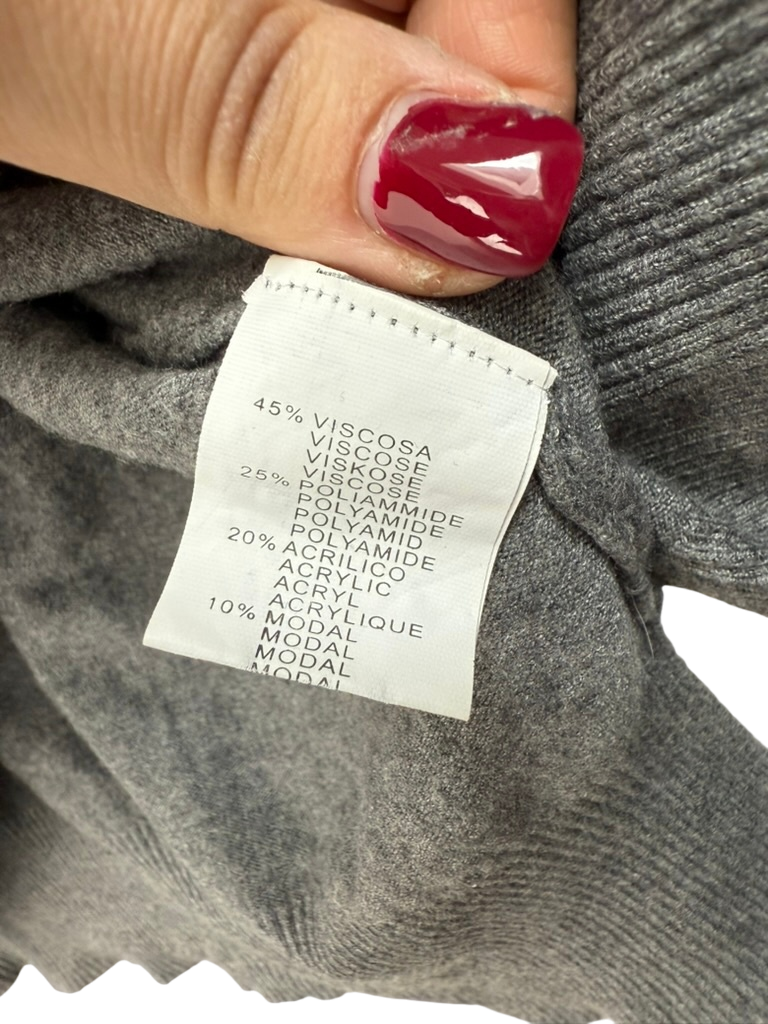 45% VISCOSA
VISCOSE
VISKOSE
VISCOSE
25% POLIAMMIDE
POLYAMIDE
POLYAMID
POLYAMIDE
20% ACRILICO
ACRYLIC
ACRYL
ACRYLIQUE
10% MODAL
MODAL
MODAL
MODAL